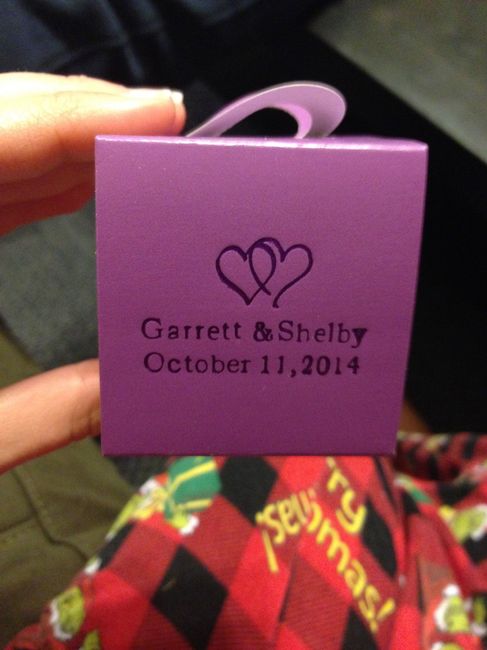 Garrett & Shelby
October 11, 2014